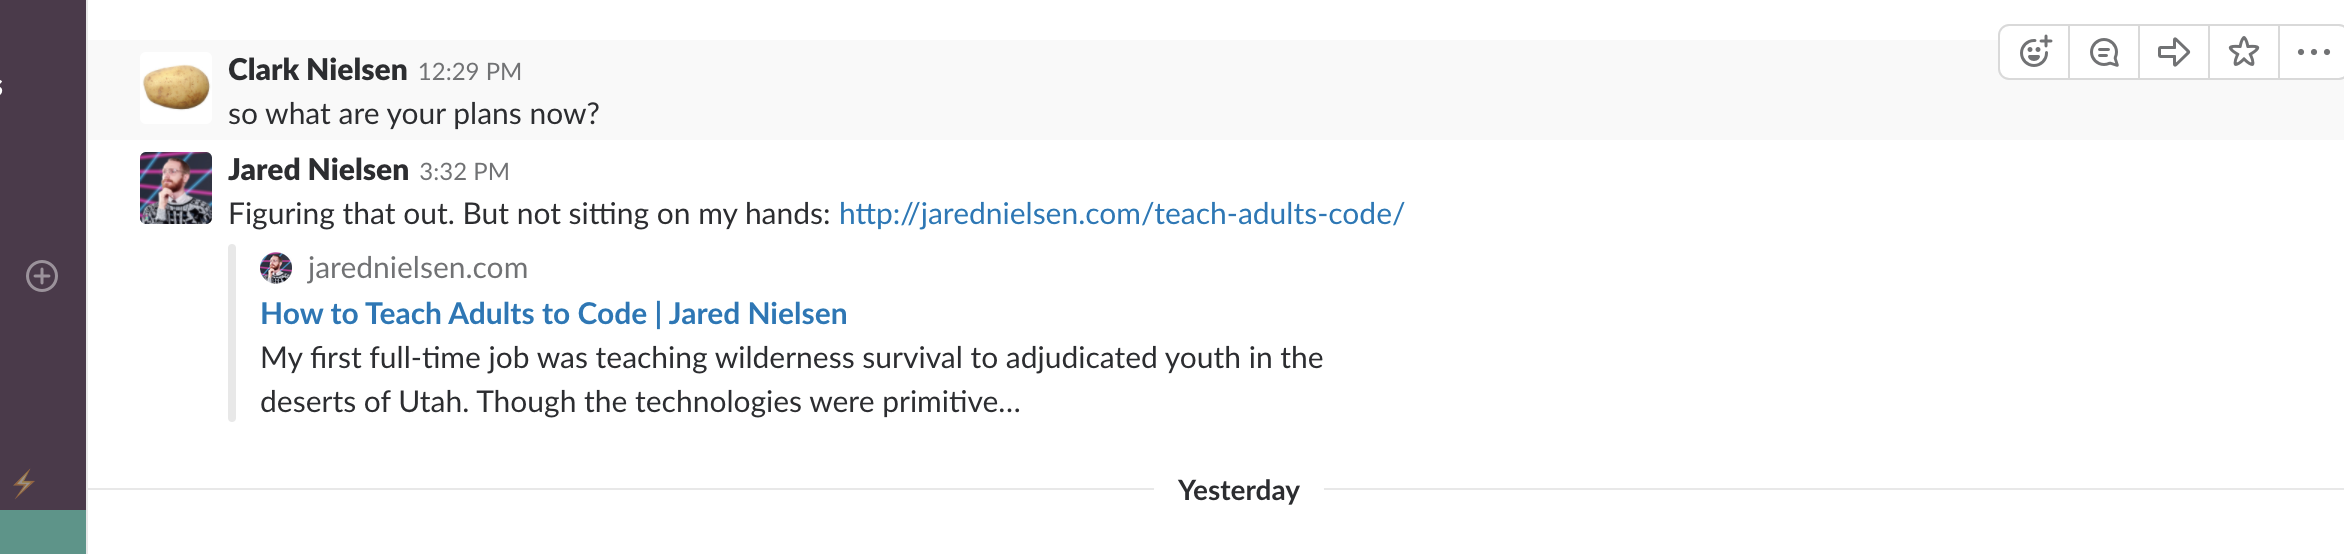 Clark Nielsen 12:29 PM
so what are your plans now?
Jared Nielsen 3:32 PM
Figuring that out. But not sitting on my hands: http://jarednielsen.com/teach-adults-code/
jarednielsen.com
How to Teach Adults to Code | Jared Nielsen
My first full-time job was teaching wilderness survival to adjudicated youth in the
deserts of Utah. Though the technologies were primitive...
Yesterday